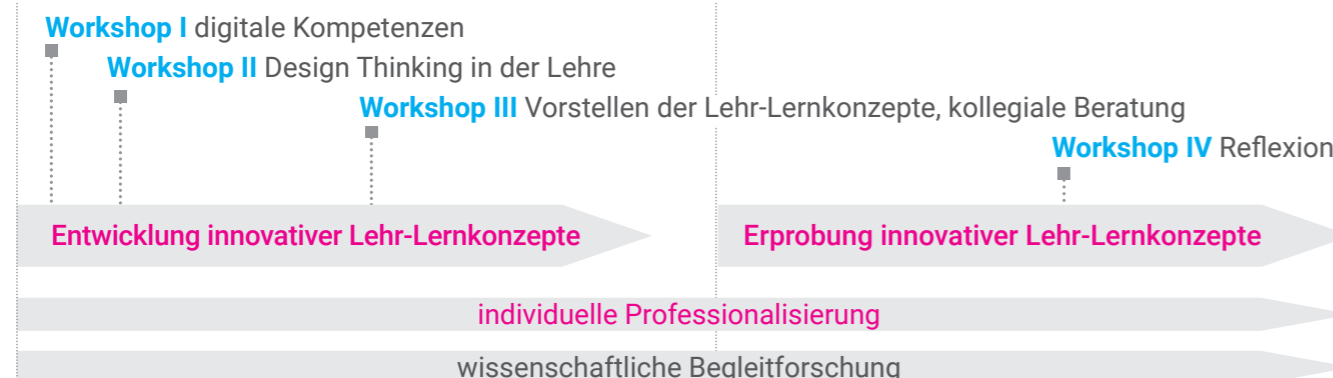 Workshop I digitale Kompetenzen
Workshop II Design Thinking in der Lehre
Workshop III Vorstellen der Lehr-Lernkonzepte, kollegiale Beratung
Workshop IV Reflexion
Entwicklung innovativer Lehr-Lernkonzepte
Erprobung innovativer Lehr-Lernkonzepte
individuelle Professionalisierung
wissenschaftliche Begleitforschung